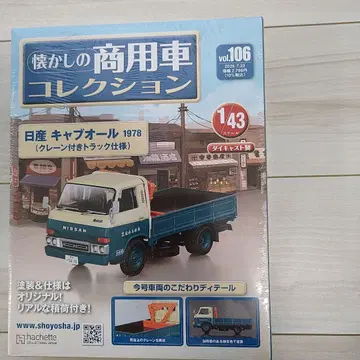 懐かしの商用車
コレクション
vol.106
1/43
ダイキャスト製
日産 キャブオール 1978
(クレーン付きトラック仕様)
NISSAN
塗装&仕様は
オリジナル!
リアルな積荷付き!
今号車両のこだわりディテール
www.shoyosha.jp
hachette